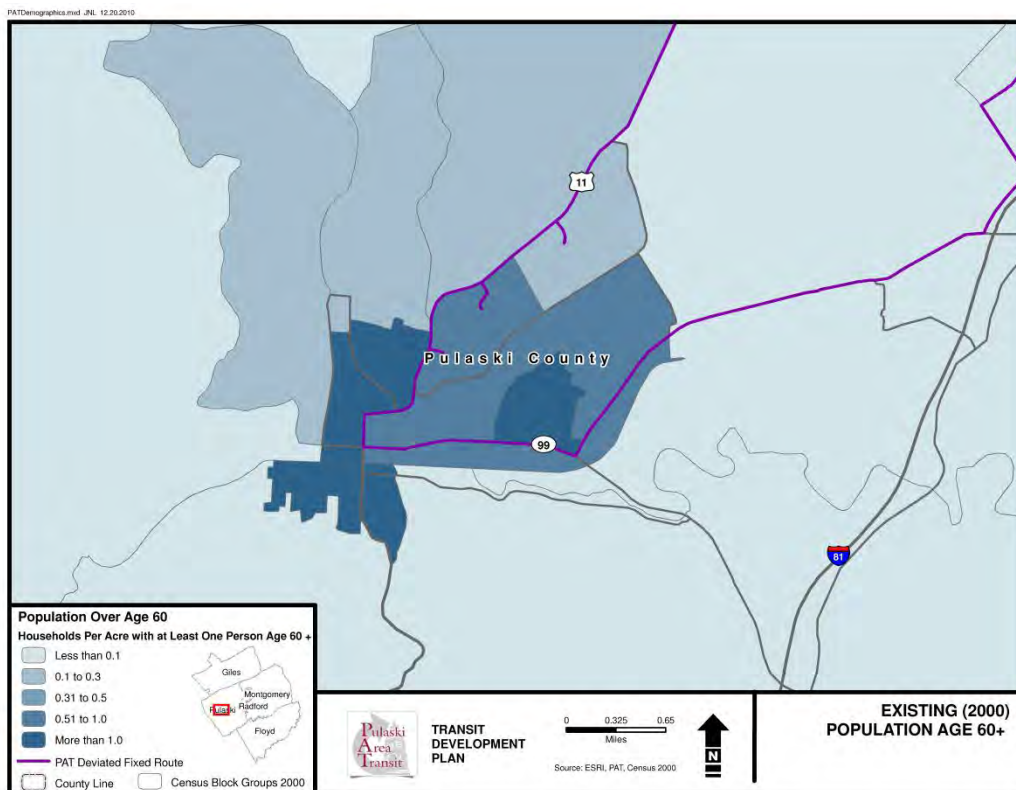 PATDemographics.mxd JNL 12.20.2010
11
Pulaski County
99
81
Population Over Age 60
Households Per Acre with at Least One Person Age 60 +
Less than 0.1
0.1 to 0.3
0.31 to 0.5
0.51 to 1.0
More than 1.0
PAT Deviated Fixed Route
County Line
Census Block Groups 2000
Giles
Montgomery
Pulaski
Radford
Floyd
Pulaski
Area
Transit
TRANSIT
DEVELOPMENT
PLAN
0 0.325 0.65
Miles
Source: ESRI, PAT, Census 2000
N
EXISTING (2000)
POPULATION AGE 60+